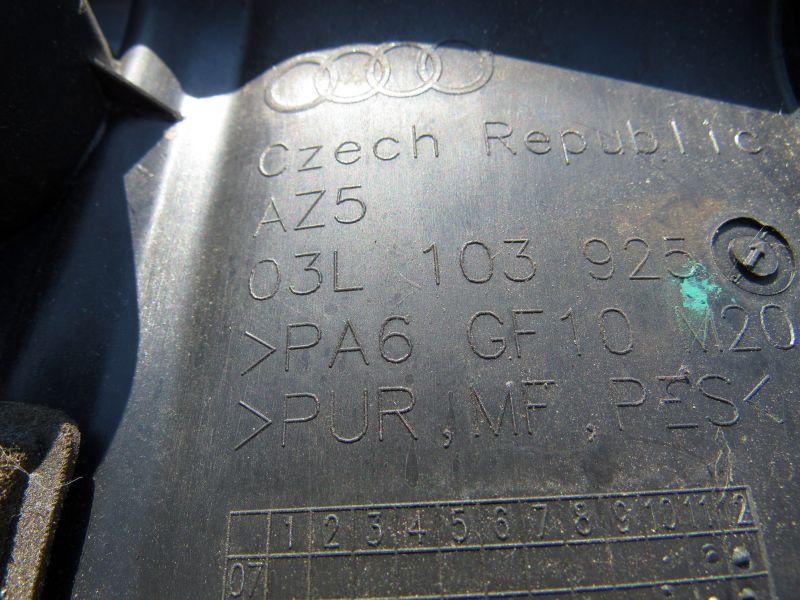 Czech Republic
AZ5
03L 103 925
>PA6 GF10 M20
>PUR, MF, PES<
1 2 3 4 5 6 7 8 9 10 11 12
07